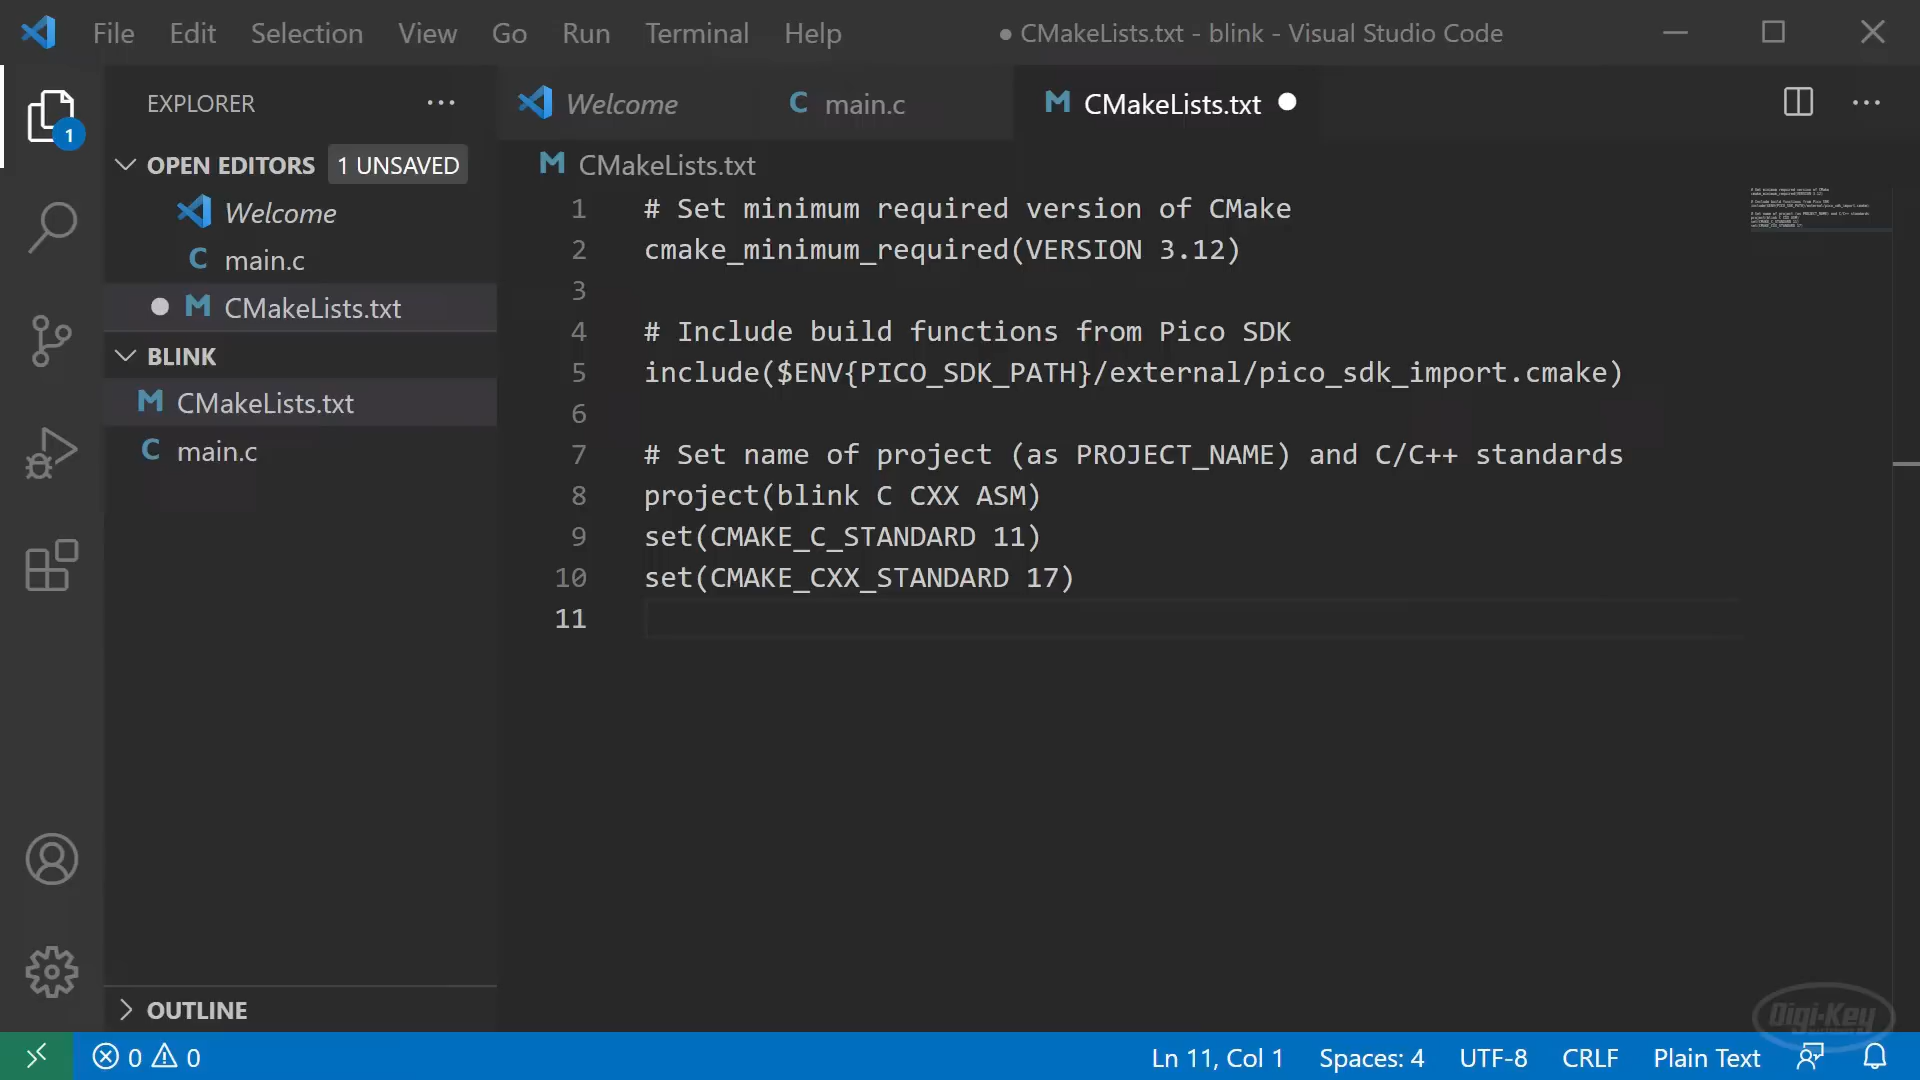 File Edit Selection View Go Run Terminal Help
● CMakeLists.txt - blink - Visual Studio Code
EXPLORER
Welcome
main.c
CMakeLists.txt
1
OPEN EDITORS
1 UNSAVED
Welcome
main.c
CMakeLists.txt
BLINK
CMakeLists.txt
main.c
OUTLINE
CMakeLists.txt
1 # Set minimum required version of CMake
2 cmake_minimum_required(VERSION 3.12)
3
4 # Include build functions from Pico SDK
5 include($ENV{PICO_SDK_PATH}/external/pico_sdk_import.cmake)
6
7 # Set name of project (as PROJECT_NAME) and C/C++ standards
8 project(blink C CXX ASM)
9 set(CMAKE_C_STANDARD 11)
10 set(CMAKE_CXX_STANDARD 17)
11
Digi-Key
0 0
Ln 11, Col 1 Spaces: 4 UTF-8 CRLF Plain Text